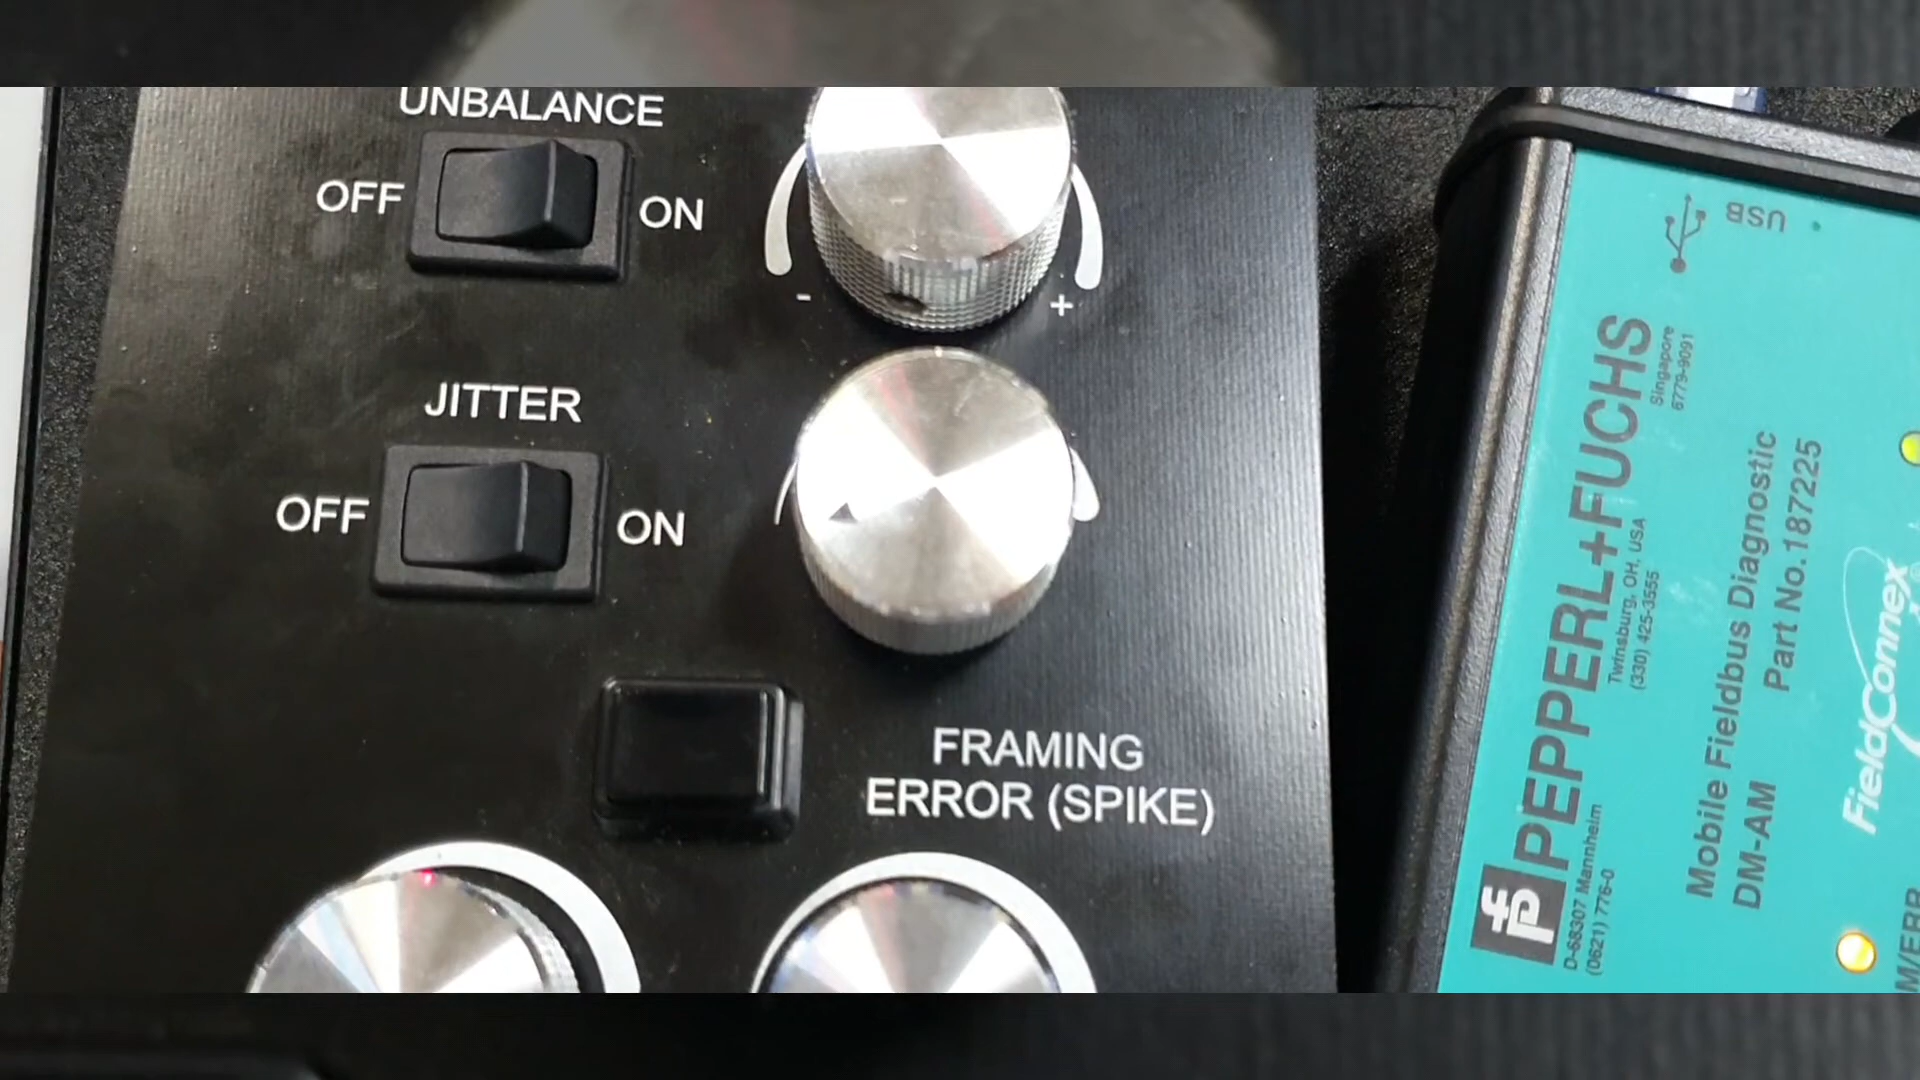 UNBALANCE
OFF
ON
- +
JITTER
OFF
ON
FRAMING
ERROR (SPIKE)
USB
PEPPERL+FUCHS
Singapore
6779-9091
Twinsburg, OH, USA
(330) 425-3555
D-68307 Mannheim
(0621) 776-0
Mobile Fieldbus Diagnostic
DM-AM Part No.187225
FieldConnex
M/ERR